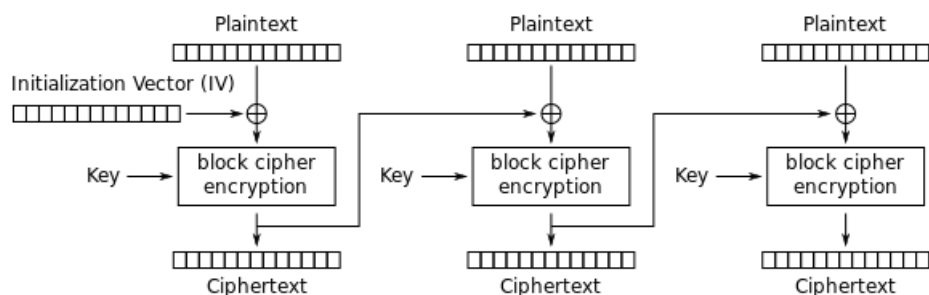 Plaintext
Plaintext
Plaintext
Initialization Vector (IV)
Key
block cipher
encryption
Key
block cipher
encryption
Key
block cipher
encryption
Ciphertext
Ciphertext
Ciphertext